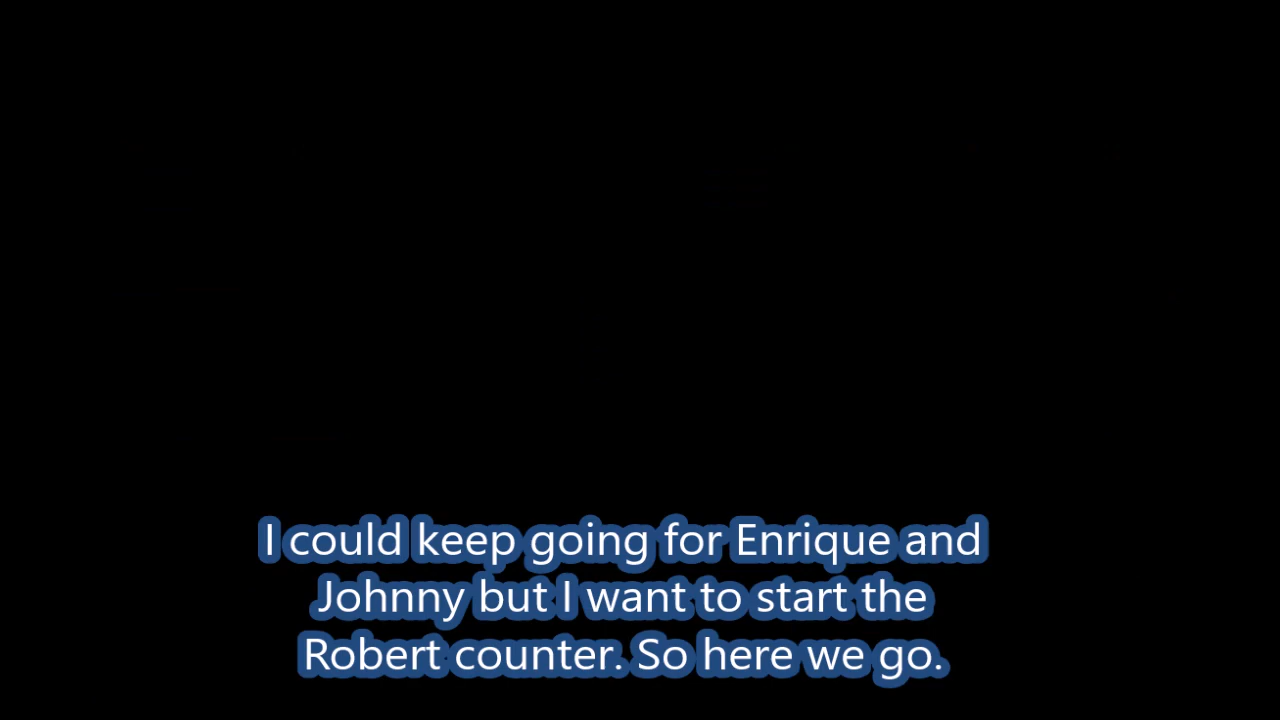 I could keep going for Enrique and
Johnny but I want to start the
Robert counter. So here we go.